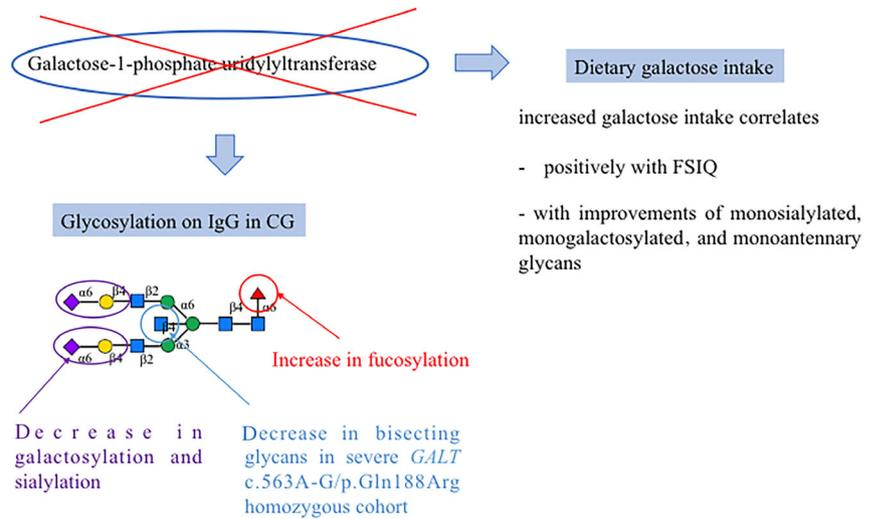 Galactose-1-phosphate uridylyltransferase
Dietary galactose intake
increased galactose intake correlates
- positively with FSIQ
- with improvements of monosialylated,
monogalactosylated, and monoantennary
glycans
Glycosylation on IgG in CG
α6 β4 β2
α6
β4
β4 α6
α3
α6 β4 β2
Increase in fucosylation
Decrease in
galactosylation and
sialylation
Decrease in bisecting
glycans in severe GALT
c.563A-G/p.Gln188Arg
homozygous cohort